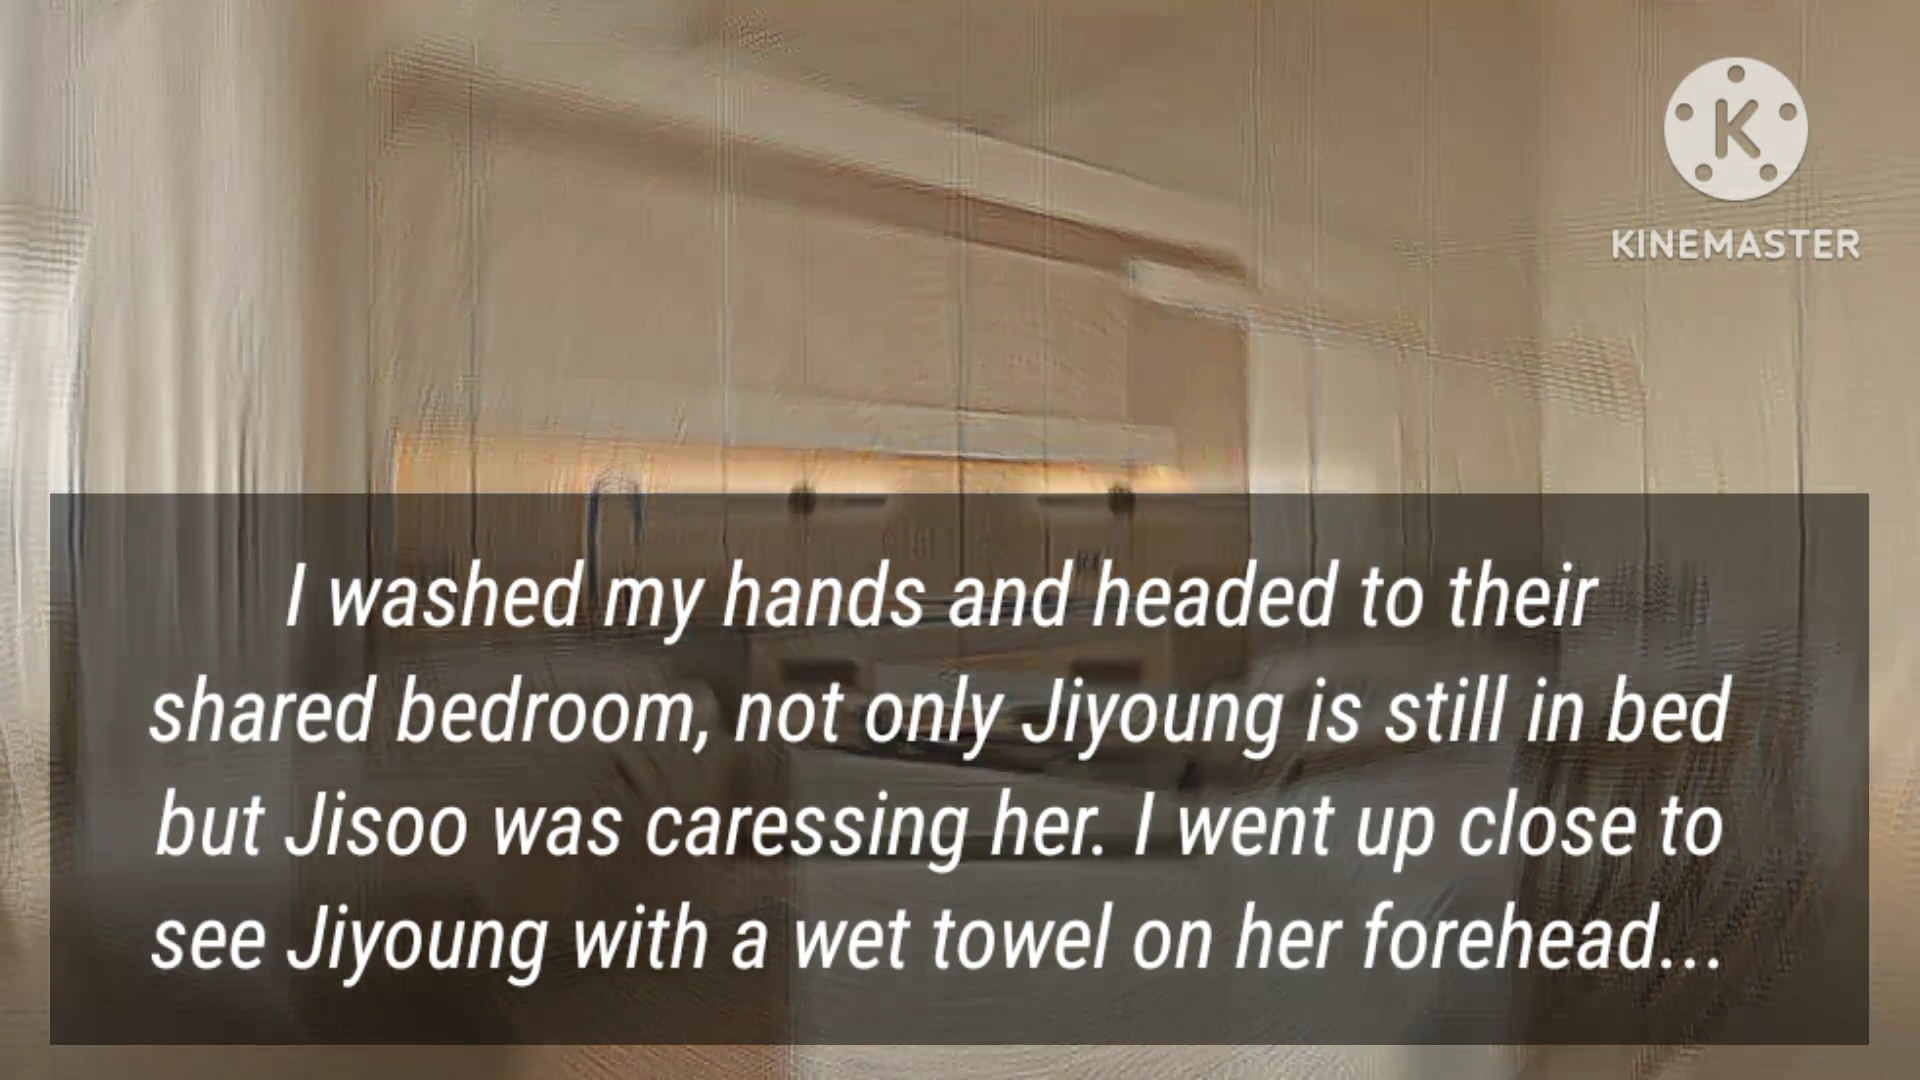 K
KINEMASTER
I washed my hands and headed to their
shared bedroom, not only Jiyoung is still in bed
but Jisoo was caressing her. I went up close to
see Jiyoung with a wet towel on her forehead...